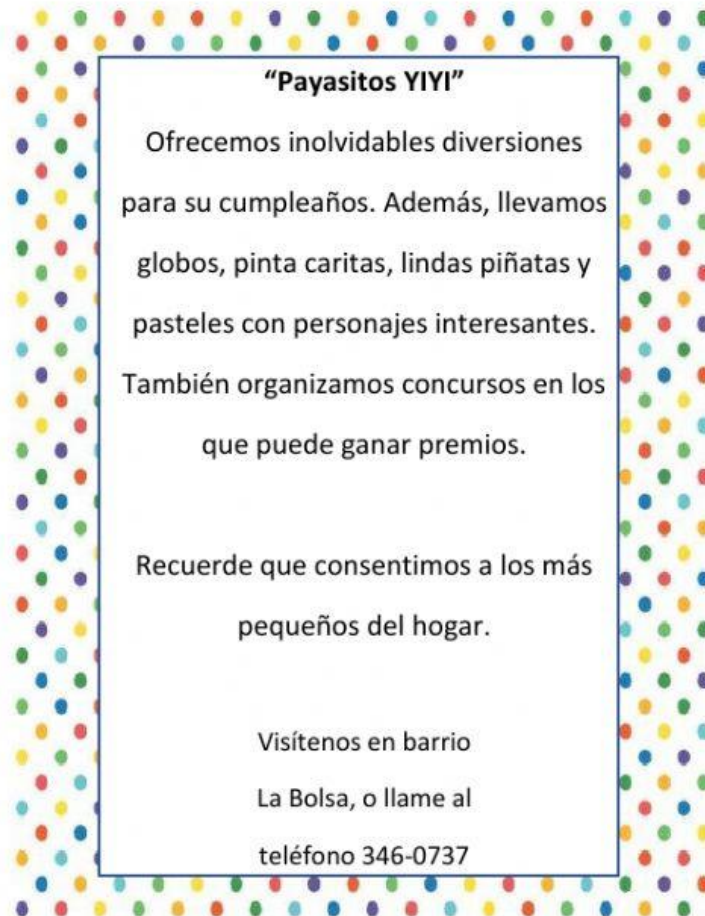 “Payasitos YIYI”
Ofrecemos inolvidables diversiones
para su cumpleaños. Además, llevamos
globos, pinta caritas, lindas piñatas y
pasteles con personajes interesantes.
También organizamos concursos en los
que puede ganar premios.
Recuerde que consentimos a los más
pequeños del hogar.
Visítenos en barrio
La Bolsa, o llame al
teléfono 346-0737